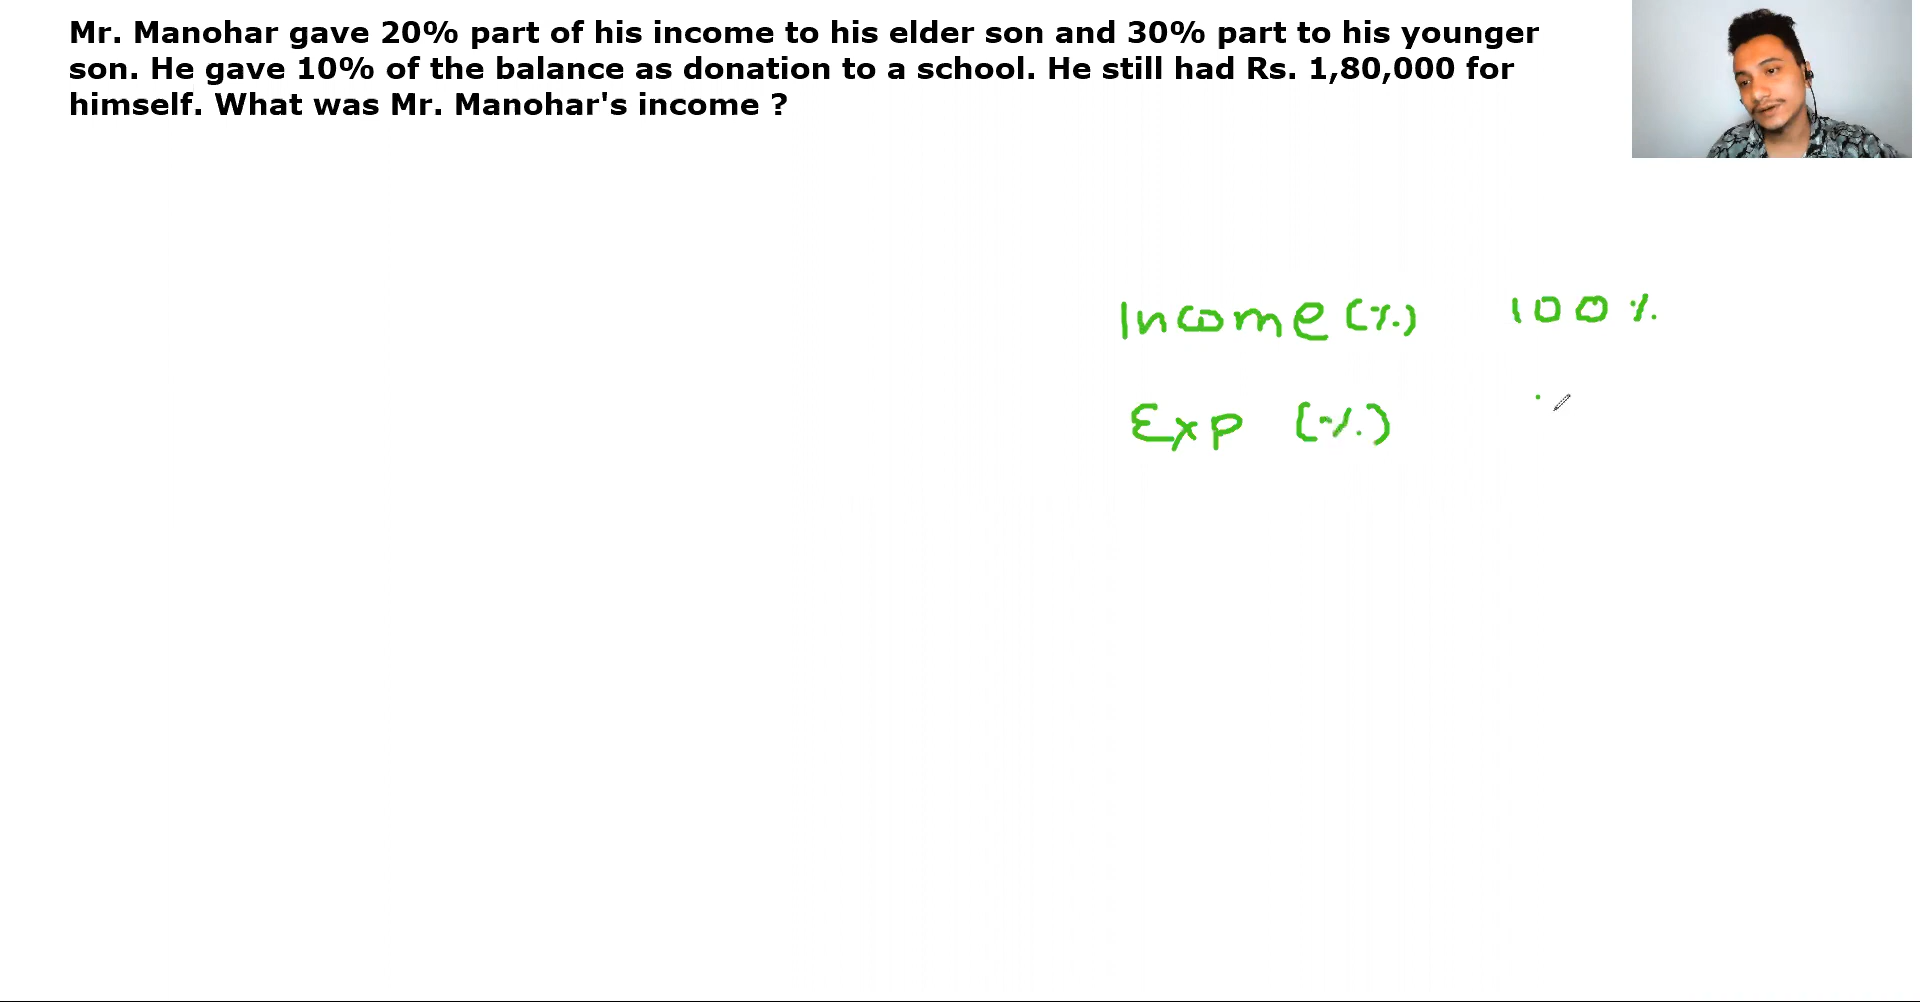 Mr. Manohar gave 20% part of his income to his elder son and 30% part to his younger
son. He gave 10% of the balance as donation to a school. He still had Rs. 1,80,000 for
himself. What was Mr. Manohar's income ?
Income (%) 100 %
Exp (%)